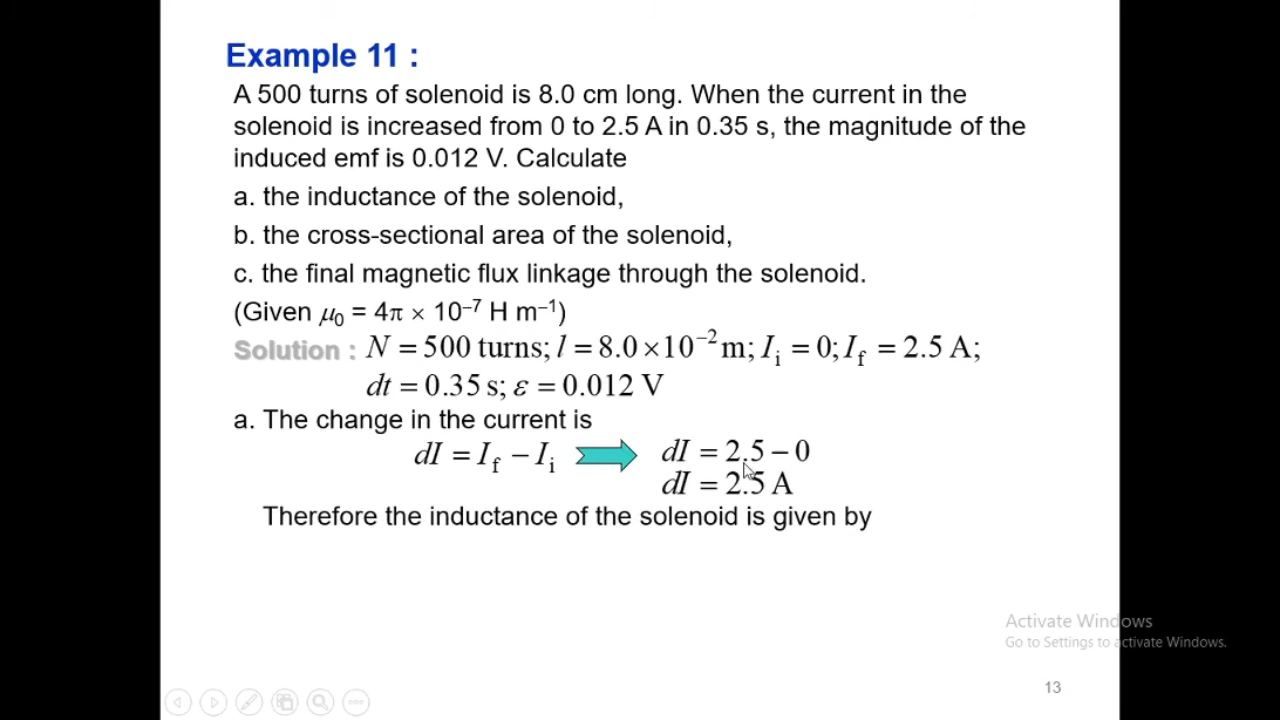 Example 11 :
A 500 turns of solenoid is 8.0 cm long. When the current in the
solenoid is increased from 0 to 2.5 A in 0.35 s, the magnitude of the
induced emf is 0.012 V. Calculate
a. the inductance of the solenoid,
b. the cross-sectional area of the solenoid,
c. the final magnetic flux linkage through the solenoid.
(Given μ₀ = 4π × 10⁻⁷ H m⁻¹)
Solution : N = 500 turns; l = 8.0 × 10⁻² m; Iᵢ = 0; I_f = 2.5 A;
dt = 0.35 s; ε = 0.012 V
a. The change in the current is
dI = I_f − Iᵢ dI = 2.5 − 0
dI = 2.5 A
Therefore the inductance of the solenoid is given by
Activate Windows
Go to Settings to activate Windows.
13